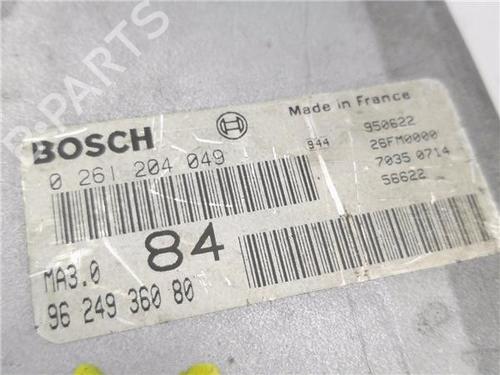 B-PARTS
BOSCH
Made in France
0 261 204 049
944
950622
26FM0000
7035 0714
56622
84
MA3.0
96 249 360 80